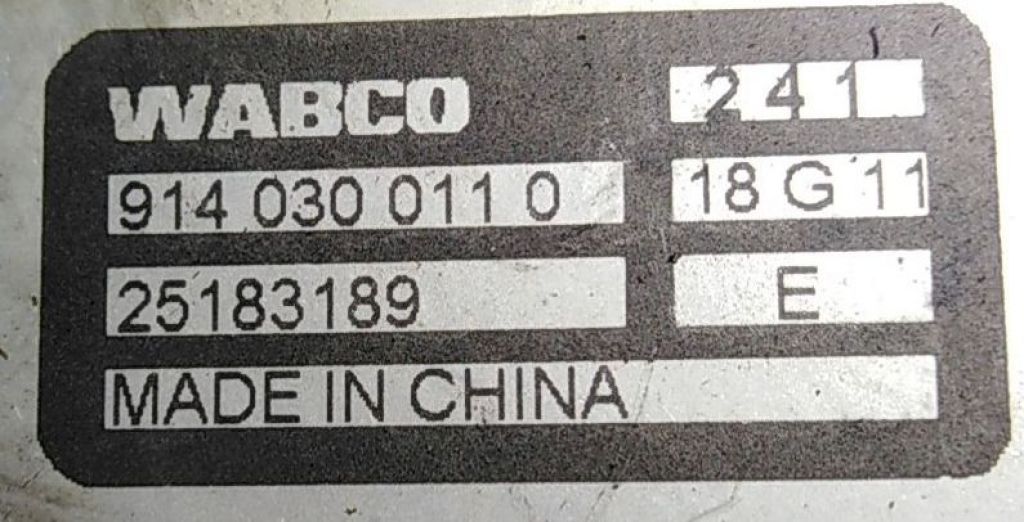 WABCO 241
914 030 011 0 18 G 11
25183189 E
MADE IN CHINA